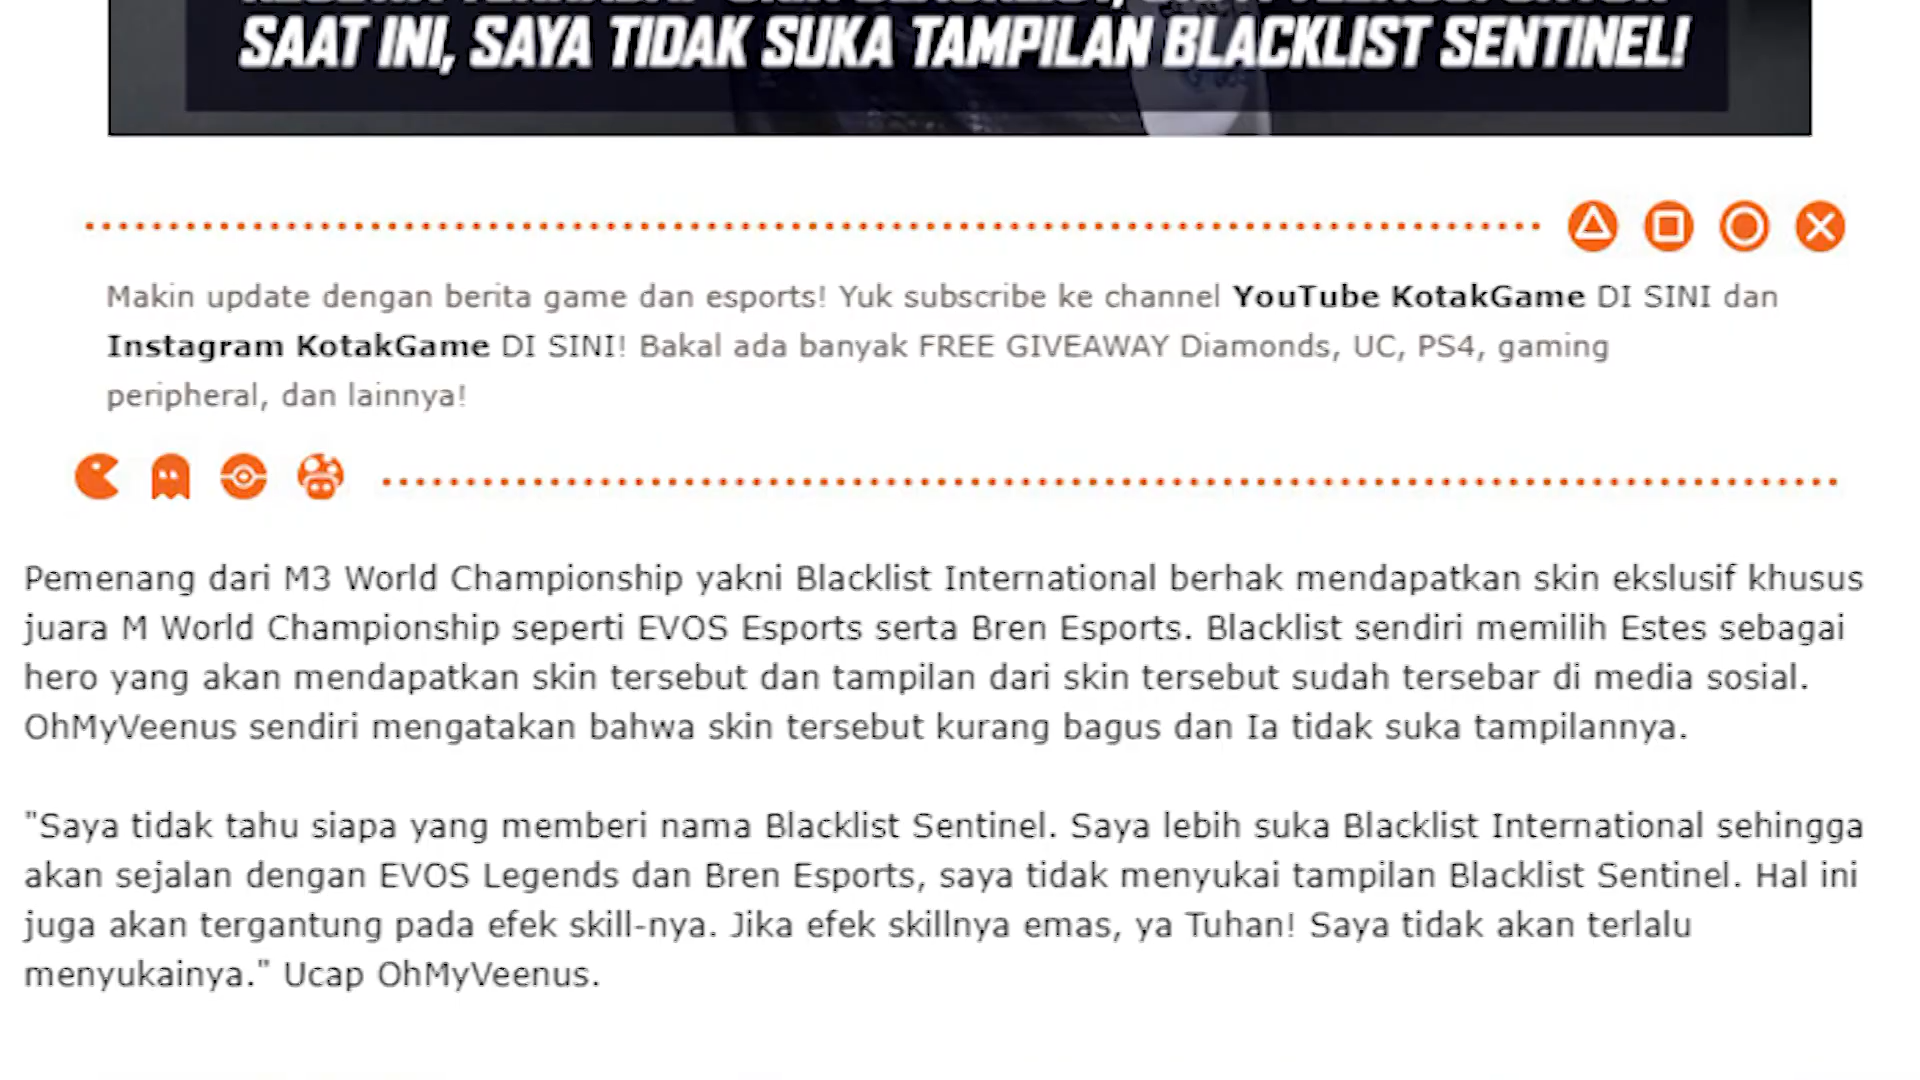 SAAT INI, SAYA TIDAK SUKA TAMPILAN BLACKLIST SENTINEL!
Makin update dengan berita game dan esports! Yuk subscribe ke channel YouTube KotakGame DI SINI dan
Instagram KotakGame DI SINI! Bakal ada banyak FREE GIVEAWAY Diamonds, UC, PS4, gaming
peripheral, dan lainnya!
Pemenang dari M3 World Championship yakni Blacklist International berhak mendapatkan skin ekslusif khusus
juara M World Championship seperti EVOS Esports serta Bren Esports. Blacklist sendiri memilih Estes sebagai
hero yang akan mendapatkan skin tersebut dan tampilan dari skin tersebut sudah tersebar di media sosial.
OhMyVeenus sendiri mengatakan bahwa skin tersebut kurang bagus dan Ia tidak suka tampilannya.
"Saya tidak tahu siapa yang memberi nama Blacklist Sentinel. Saya lebih suka Blacklist International sehingga
akan sejalan dengan EVOS Legends dan Bren Esports, saya tidak menyukai tampilan Blacklist Sentinel. Hal ini
juga akan tergantung pada efek skill-nya. Jika efek skillnya emas, ya Tuhan! Saya tidak akan terlalu
menyukainya." Ucap OhMyVeenus.